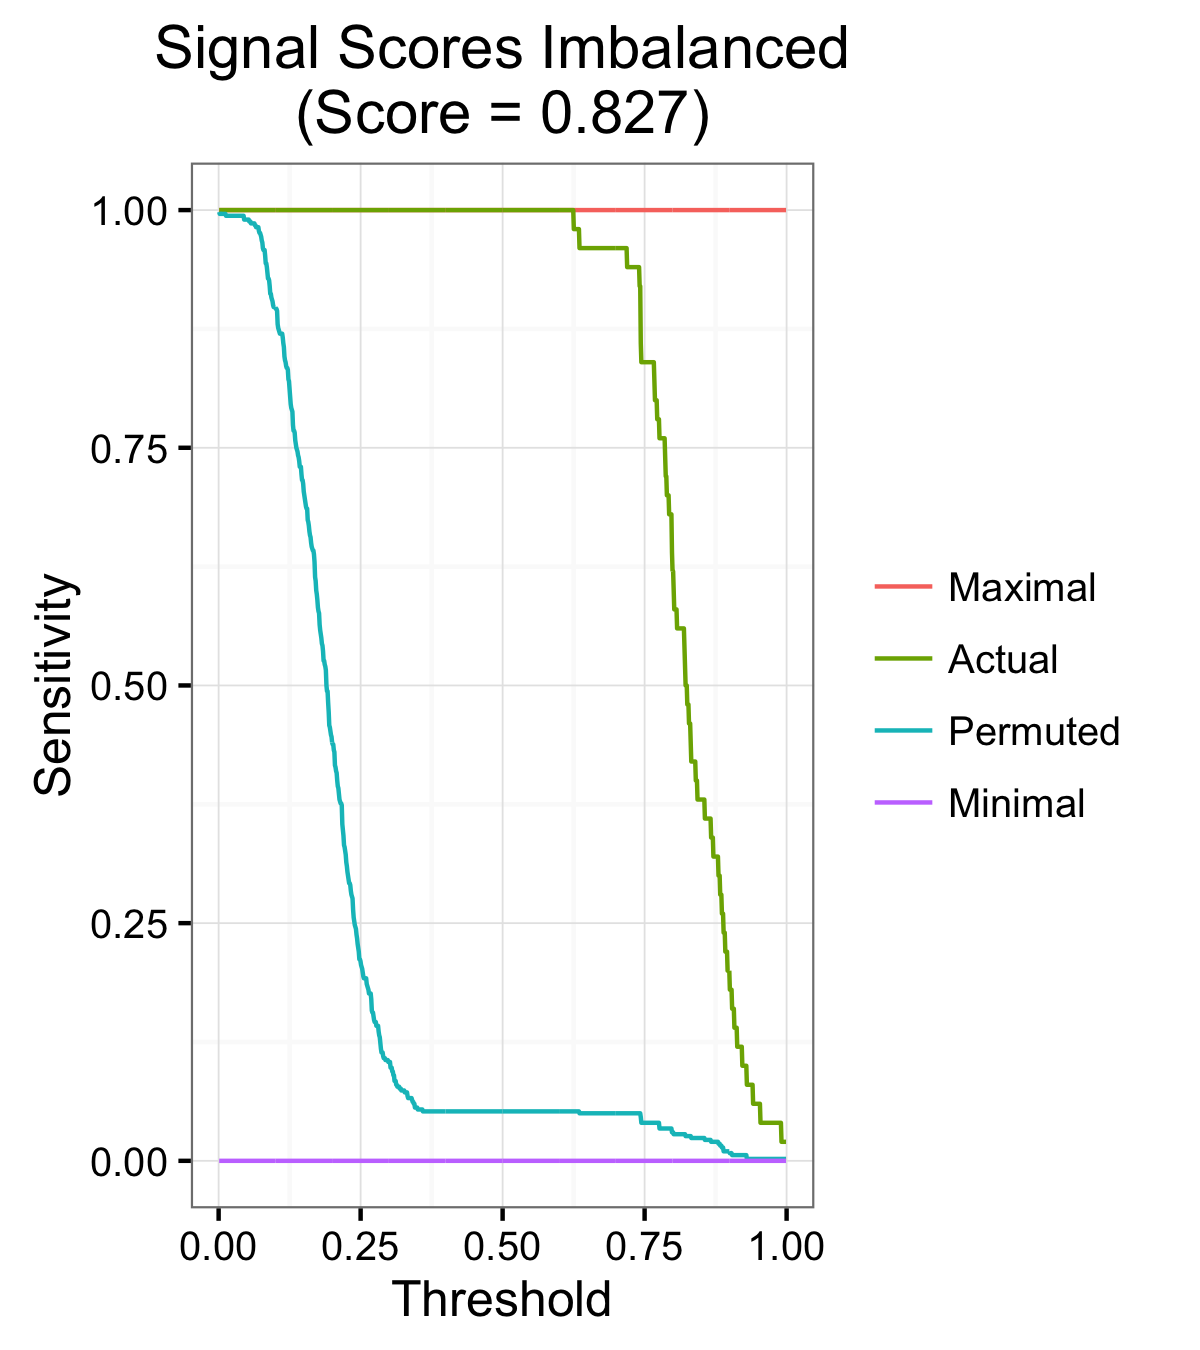 Signal Scores Imbalanced
(Score = 0.827)
1.00
0.75
0.50
0.25
0.00
Sensitivity
0.00 0.25 0.50 0.75 1.00
Threshold
Maximal
Actual
Permuted
Minimal